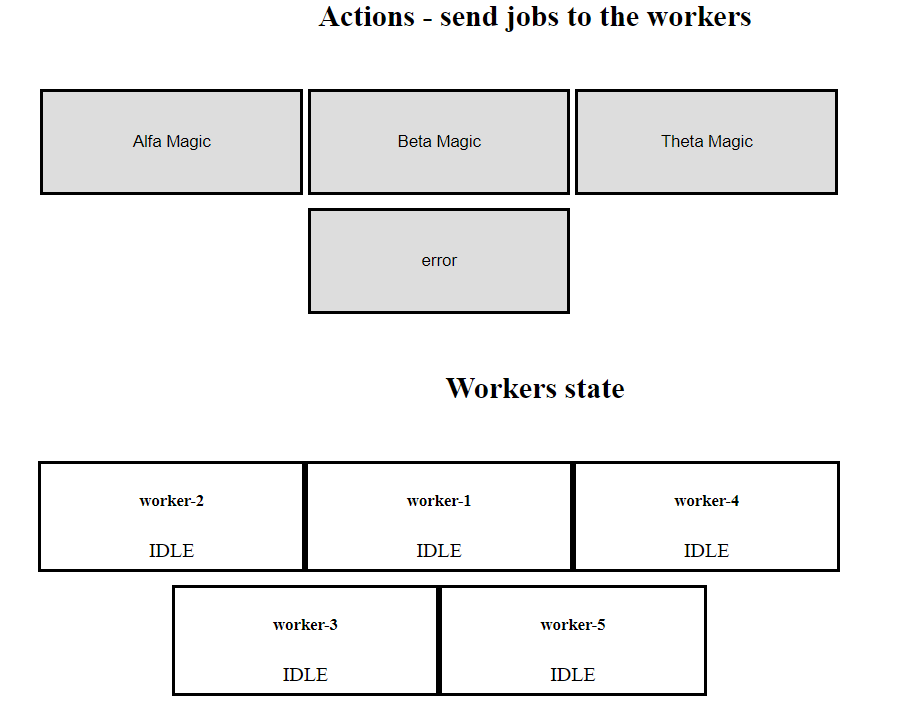 Actions - send jobs to the workers
Alfa Magic
Beta Magic
Theta Magic
error
Workers state
worker-2
IDLE
worker-1
IDLE
worker-4
IDLE
worker-3
IDLE
worker-5
IDLE